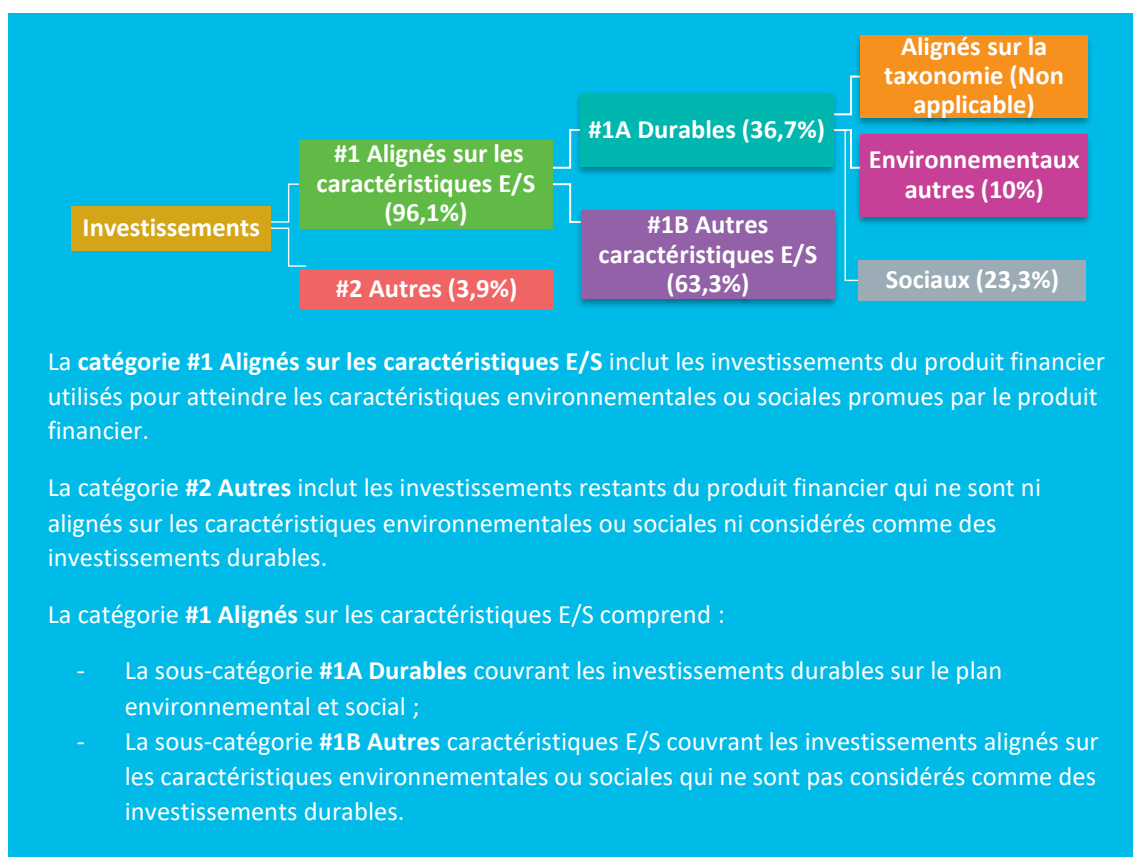 Investissements
#1 Alignés sur les
caractéristiques E/S
(96,1%)
#2 Autres (3,9%)
#1A Durables (36,7%)
#1B Autres
caractéristiques E/S
(63,3%)
Alignés sur la
taxonomie (Non
applicable)
Environnementaux
autres (10%)
Sociaux (23,3%)
La catégorie #1 Alignés sur les caractéristiques E/S inclut les investissements du produit financier
utilisés pour atteindre les caractéristiques environnementales ou sociales promues par le produit
financier.
La catégorie #2 Autres inclut les investissements restants du produit financier qui ne sont ni
alignés sur les caractéristiques environnementales ou sociales ni considérés comme des
investissements durables.
La catégorie #1 Alignés sur les caractéristiques E/S comprend :
- La sous-catégorie #1A Durables couvrant les investissements durables sur le plan
environnemental et social ;
- La sous-catégorie #1B Autres caractéristiques E/S couvrant les investissements alignés sur
les caractéristiques environnementales ou sociales qui ne sont pas considérés comme des
investissements durables.